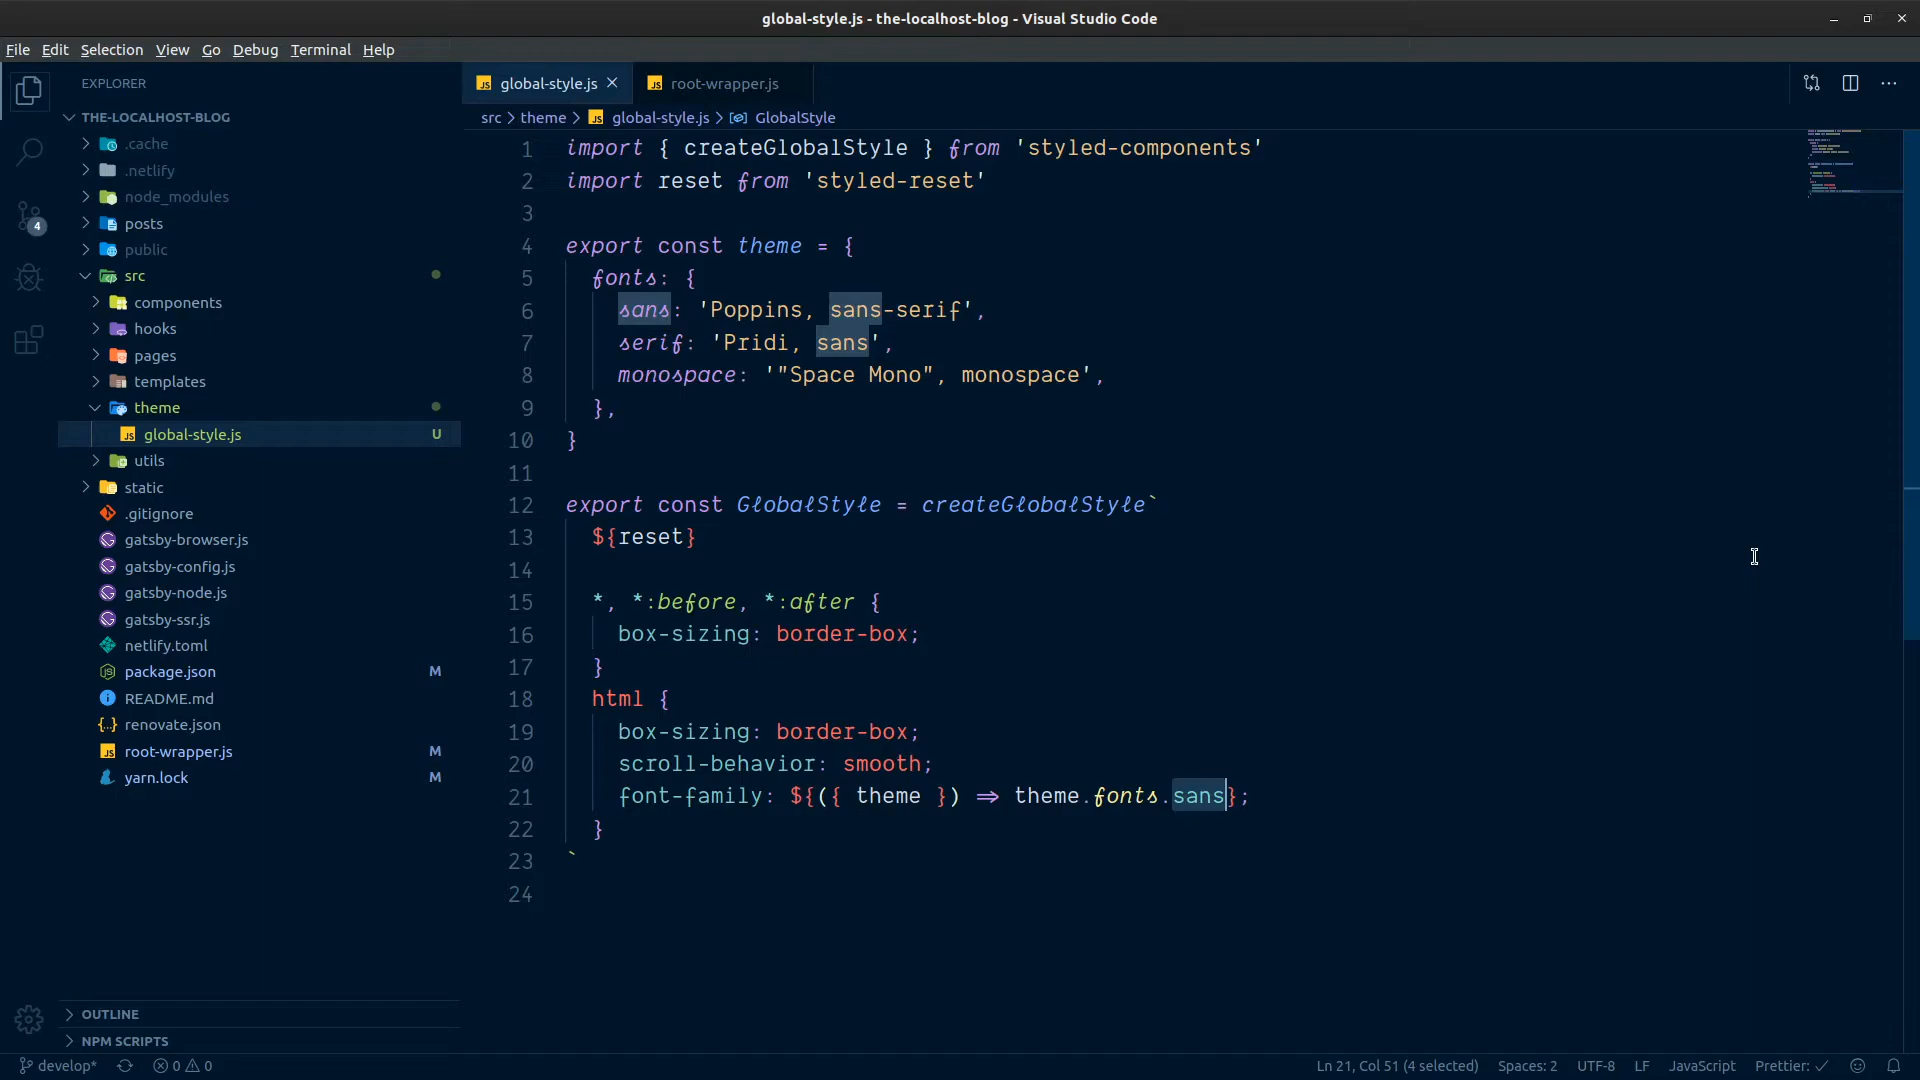 global-style.js - the-localhost-blog - Visual Studio Code
File Edit Selection View Go Debug Terminal Help
EXPLORER
THE-LOCALHOST-BLOG
.cache
.netlify
node_modules
posts
public
src
components
hooks
pages
templates
theme
JS global-style.js U
utils
static
.gitignore
gatsby-browser.js
gatsby-config.js
gatsby-node.js
gatsby-ssr.js
netlify.toml
package.json M
README.md
{..} renovate.json
JS root-wrapper.js M
yarn.lock M
OUTLINE
NPM SCRIPTS
4
JS global-style.js × JS root-wrapper.js ···
src > theme > JS global-style.js > GlobalStyle
1 import { createGlobalStyle } from 'styled-components'
2 import reset from 'styled-reset'
3
4 export const theme = {
5 fonts: {
6 sans: 'Poppins, sans-serif',
7 serif: 'Pridi, sans',
8 monospace: '"Space Mono", monospace',
9 },
10 }
11
12 export const GlobalStyle = createGlobalStyle`
13 ${reset}
14
15 *, *:before, *:after {
16 box-sizing: border-box;
17 }
18 html {
19 box-sizing: border-box;
20 scroll-behavior: smooth;
21 font-family: ${({ theme }) => theme.fonts.sans};
22 }
23 `
24
develop* 0 0 Ln 21, Col 51 (4 selected) Spaces: 2 UTF-8 LF JavaScript Prettier: ✓